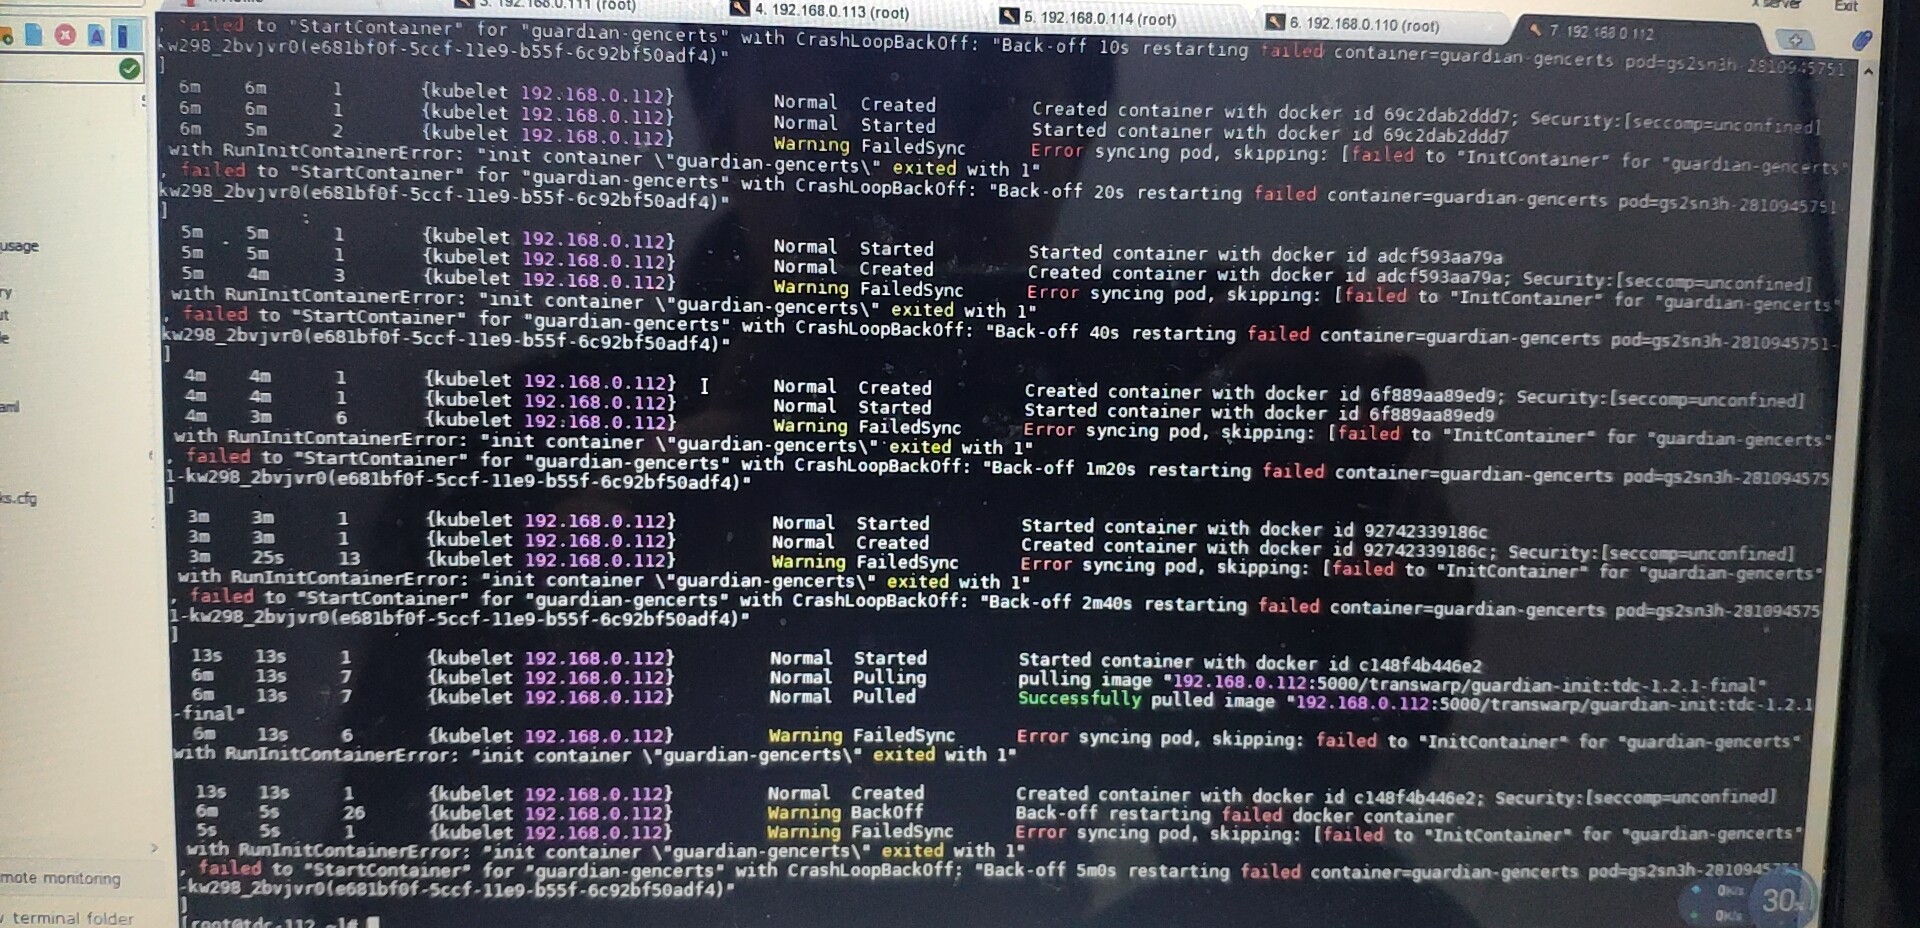 3. 192.168.0.111 (root)
4. 192.168.0.113 (root)
5. 192.168.0.114 (root)
6. 192.168.0.110 (root)
7. 192.168.0.112
X server
Exit
, failed to "StartContainer" for "guardian-gencerts" with CrashLoopBackOff: "Back-off 10s restarting failed container=guardian-gencerts pod=gs2sn3h-2810945751-
kw298_2bvjvr0(e681bf0f-5ccf-11e9-b55f-6c92bf50adf4)"
]
6m 6m 1 {kubelet 192.168.0.112} Normal Created Created container with docker id 69c2dab2ddd7; Security:[seccomp=unconfined]
6m 6m 1 {kubelet 192.168.0.112} Normal Started Started container with docker id 69c2dab2ddd7
6m 5m 2 {kubelet 192.168.0.112} Warning FailedSync Error syncing pod, skipping: [failed to "InitContainer" for "guardian-gencerts"
with RunInitContainerError: "init container \"guardian-gencerts\" exited with 1"
, failed to "StartContainer" for "guardian-gencerts" with CrashLoopBackOff: "Back-off 20s restarting failed container=guardian-gencerts pod=gs2sn3h-2810945751-
kw298_2bvjvr0(e681bf0f-5ccf-11e9-b55f-6c92bf50adf4)"
]
5m 5m 1 {kubelet 192.168.0.112} Normal Started Started container with docker id adcf593aa79a
5m 5m 1 {kubelet 192.168.0.112} Normal Created Created container with docker id adcf593aa79a; Security:[seccomp=unconfined]
5m 4m 3 {kubelet 192.168.0.112} Warning FailedSync Error syncing pod, skipping: [failed to "InitContainer" for "guardian-gencerts"
with RunInitContainerError: "init container \"guardian-gencerts\" exited with 1"
, failed to "StartContainer" for "guardian-gencerts" with CrashLoopBackOff: "Back-off 40s restarting failed container=guardian-gencerts pod=gs2sn3h-2810945751-
kw298_2bvjvr0(e681bf0f-5ccf-11e9-b55f-6c92bf50adf4)"
]
4m 4m 1 {kubelet 192.168.0.112} Normal Created Created container with docker id 6f889aa89ed9; Security:[seccomp=unconfined]
4m 4m 1 {kubelet 192.168.0.112} Normal Started Started container with docker id 6f889aa89ed9
4m 3m 6 {kubelet 192.168.0.112} Warning FailedSync Error syncing pod, skipping: [failed to "InitContainer" for "guardian-gencerts"
with RunInitContainerError: "init container \"guardian-gencerts\" exited with 1"
, failed to "StartContainer" for "guardian-gencerts" with CrashLoopBackOff: "Back-off 1m20s restarting failed container=guardian-gencerts pod=gs2sn3h-281094575
1-kw298_2bvjvr0(e681bf0f-5ccf-11e9-b55f-6c92bf50adf4)"
]
3m 3m 1 {kubelet 192.168.0.112} Normal Started Started container with docker id 92742339186c
3m 3m 1 {kubelet 192.168.0.112} Normal Created Created container with docker id 92742339186c; Security:[seccomp=unconfined]
3m 25s 13 {kubelet 192.168.0.112} Warning FailedSync Error syncing pod, skipping: [failed to "InitContainer" for "guardian-gencerts"
with RunInitContainerError: "init container \"guardian-gencerts\" exited with 1"
, failed to "StartContainer" for "guardian-gencerts" with CrashLoopBackOff: "Back-off 2m40s restarting failed container=guardian-gencerts pod=gs2sn3h-281094575
1-kw298_2bvjvr0(e681bf0f-5ccf-11e9-b55f-6c92bf50adf4)"
]
13s 13s 1 {kubelet 192.168.0.112} Normal Started Started container with docker id c148f4b446e2
6m 13s 7 {kubelet 192.168.0.112} Normal Pulling pulling image "192.168.0.112:5000/transwarp/guardian-init:tdc-1.2.1-final"
6m 13s 7 {kubelet 192.168.0.112} Normal Pulled Successfully pulled image "192.168.0.112:5000/transwarp/guardian-init:tdc-1.2.1
-final"
6m 13s 6 {kubelet 192.168.0.112} Warning FailedSync Error syncing pod, skipping: failed to "InitContainer" for "guardian-gencerts"
with RunInitContainerError: "init container \"guardian-gencerts\" exited with 1"
13s 13s 1 {kubelet 192.168.0.112} Normal Created Created container with docker id c148f4b446e2; Security:[seccomp=unconfined]
6m 5s 26 {kubelet 192.168.0.112} Warning BackOff Back-off restarting failed docker container
5s 5s 1 {kubelet 192.168.0.112} Warning FailedSync Error syncing pod, skipping: [failed to "InitContainer" for "guardian-gencerts"
with RunInitContainerError: "init container \"guardian-gencerts\" exited with 1"
, failed to "StartContainer" for "guardian-gencerts" with CrashLoopBackOff: "Back-off 5m0s restarting failed container=guardian-gencerts pod=gs2sn3h-2810945751
-kw298_2bvjvr0(e681bf0f-5ccf-11e9-b55f-6c92bf50adf4)"
]
[root@tdc-112 ~]#
usage
ry
ut
le
aml
ks.cfg
mote monitoring
terminal folder
0K/s
0K/s
30%